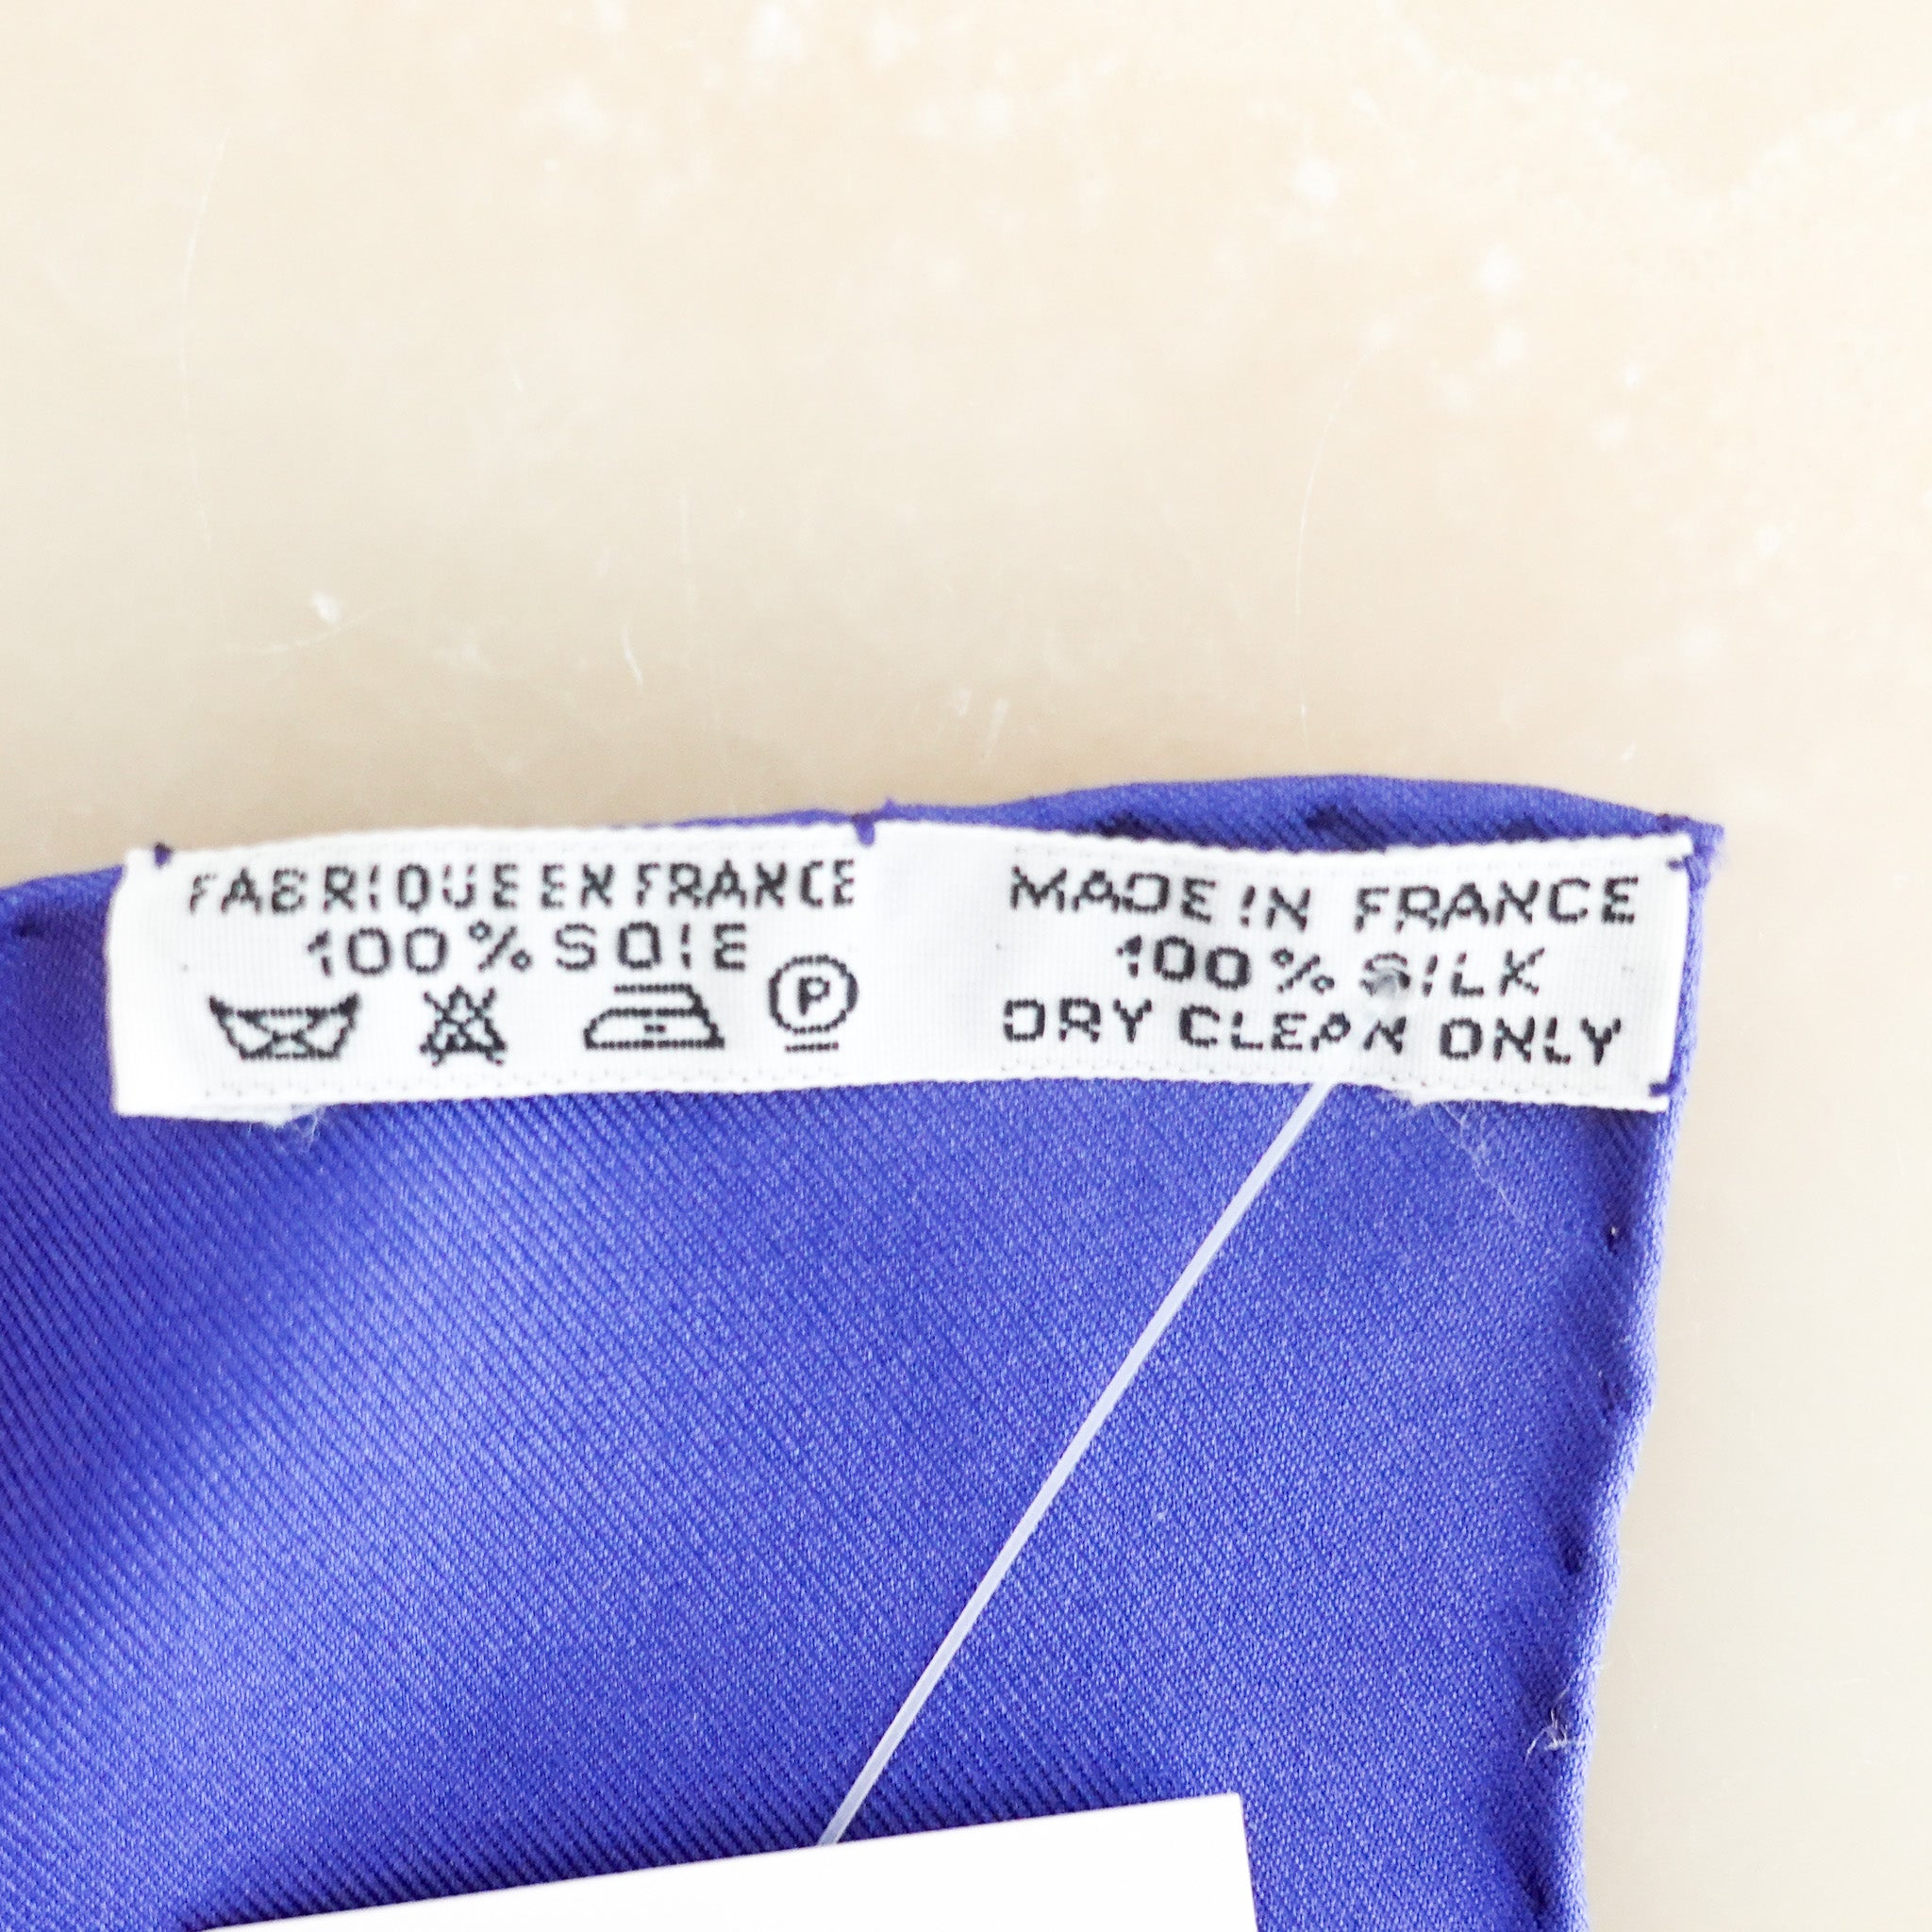 FABRIQUE EN FRANCE
100% SOIE
P
MADE IN FRANCE
100% SILK
DRY CLEAN ONLY